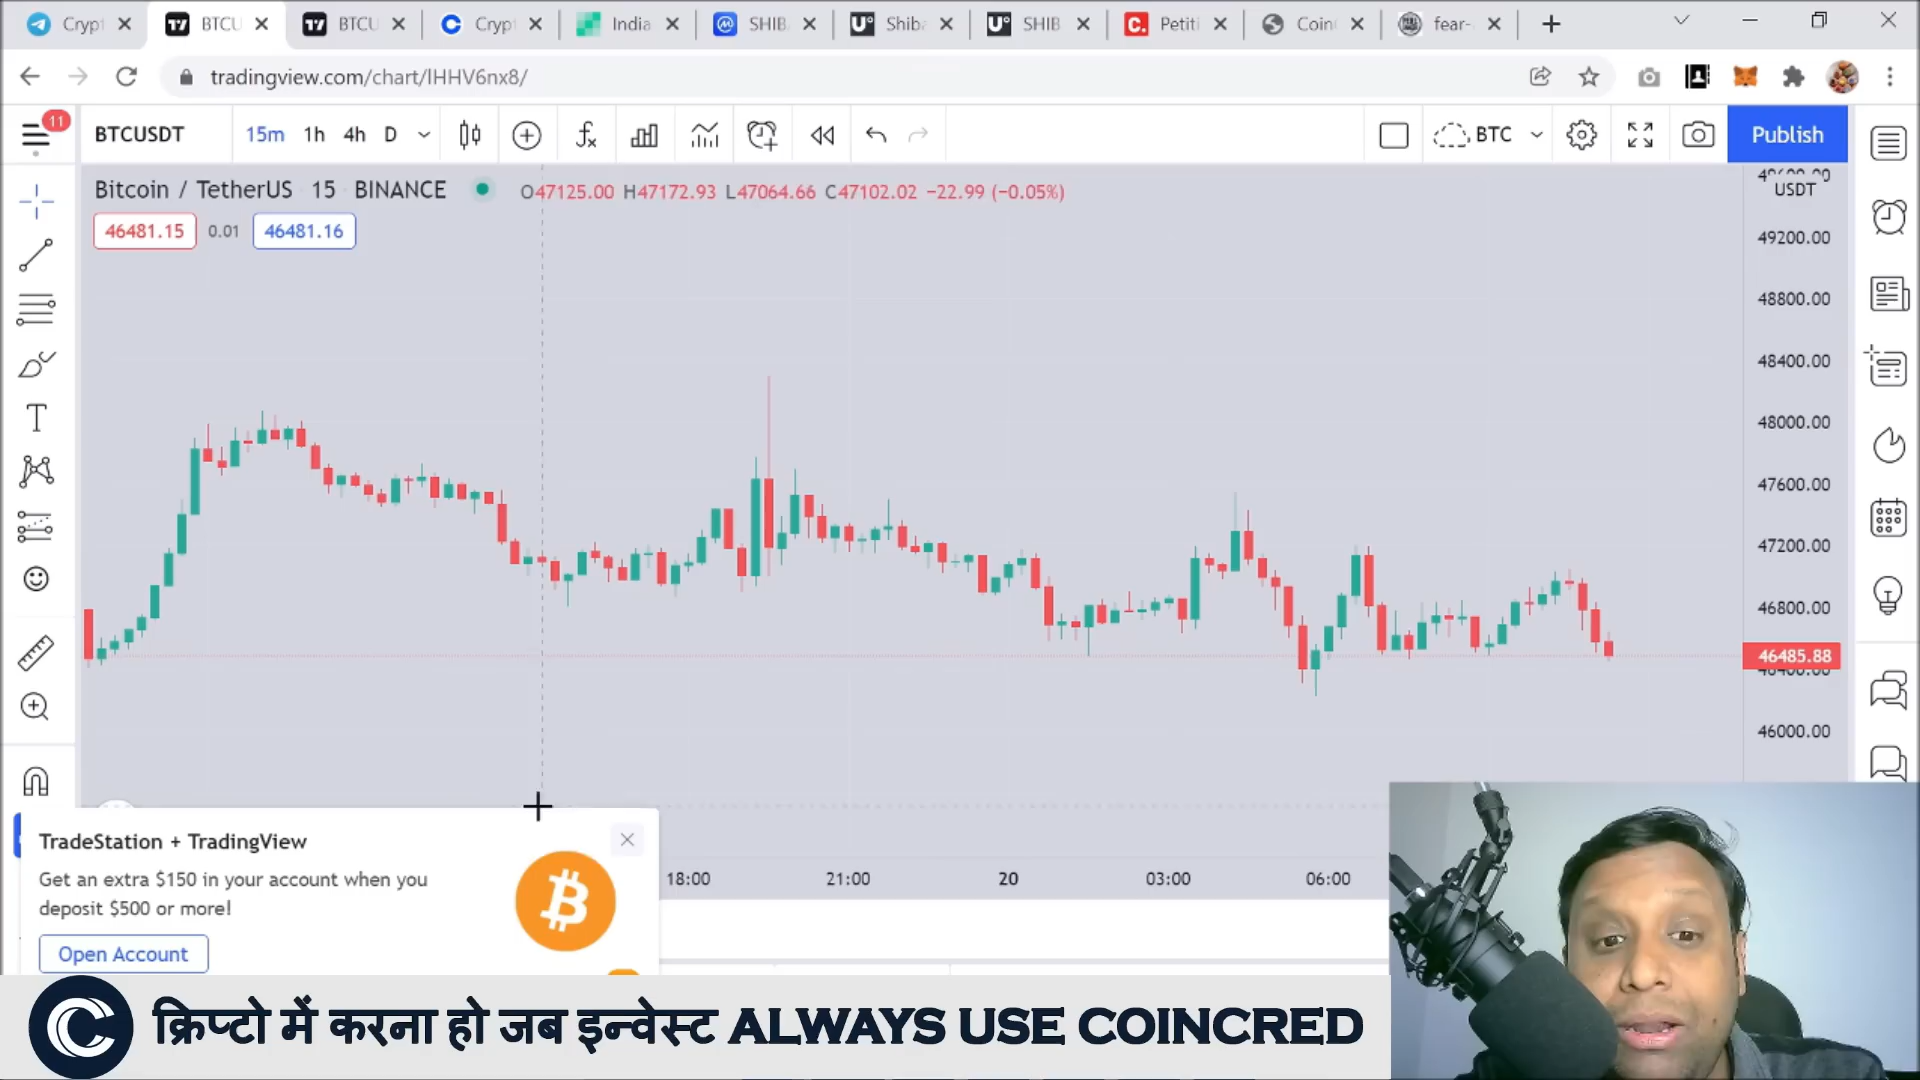 Crypt
BTCU
BTCU
Crypt
India
SHIB
Shiba
SHIB
Petiti
Coin
fear-
tradingview.com/chart/lHHV6nx8/
11
BTCUSDT
15m
1h
4h
D
BTC
Publish
Bitcoin / TetherUS 15 BINANCE
O47125.00 H47172.93 L47064.66 C47102.02 −22.99 (−0.05%)
USDT
46481.15
0.01
46481.16
49200.00
48800.00
48400.00
48000.00
47600.00
47200.00
46800.00
46485.88
46400.00
46000.00
18:00
21:00
20
03:00
06:00
TradeStation + TradingView
Get an extra $150 in your account when you
deposit $500 or more!
Open Account
क्रिप्टो में करना हो जब इन्वेस्ट ALWAYS USE COINCRED